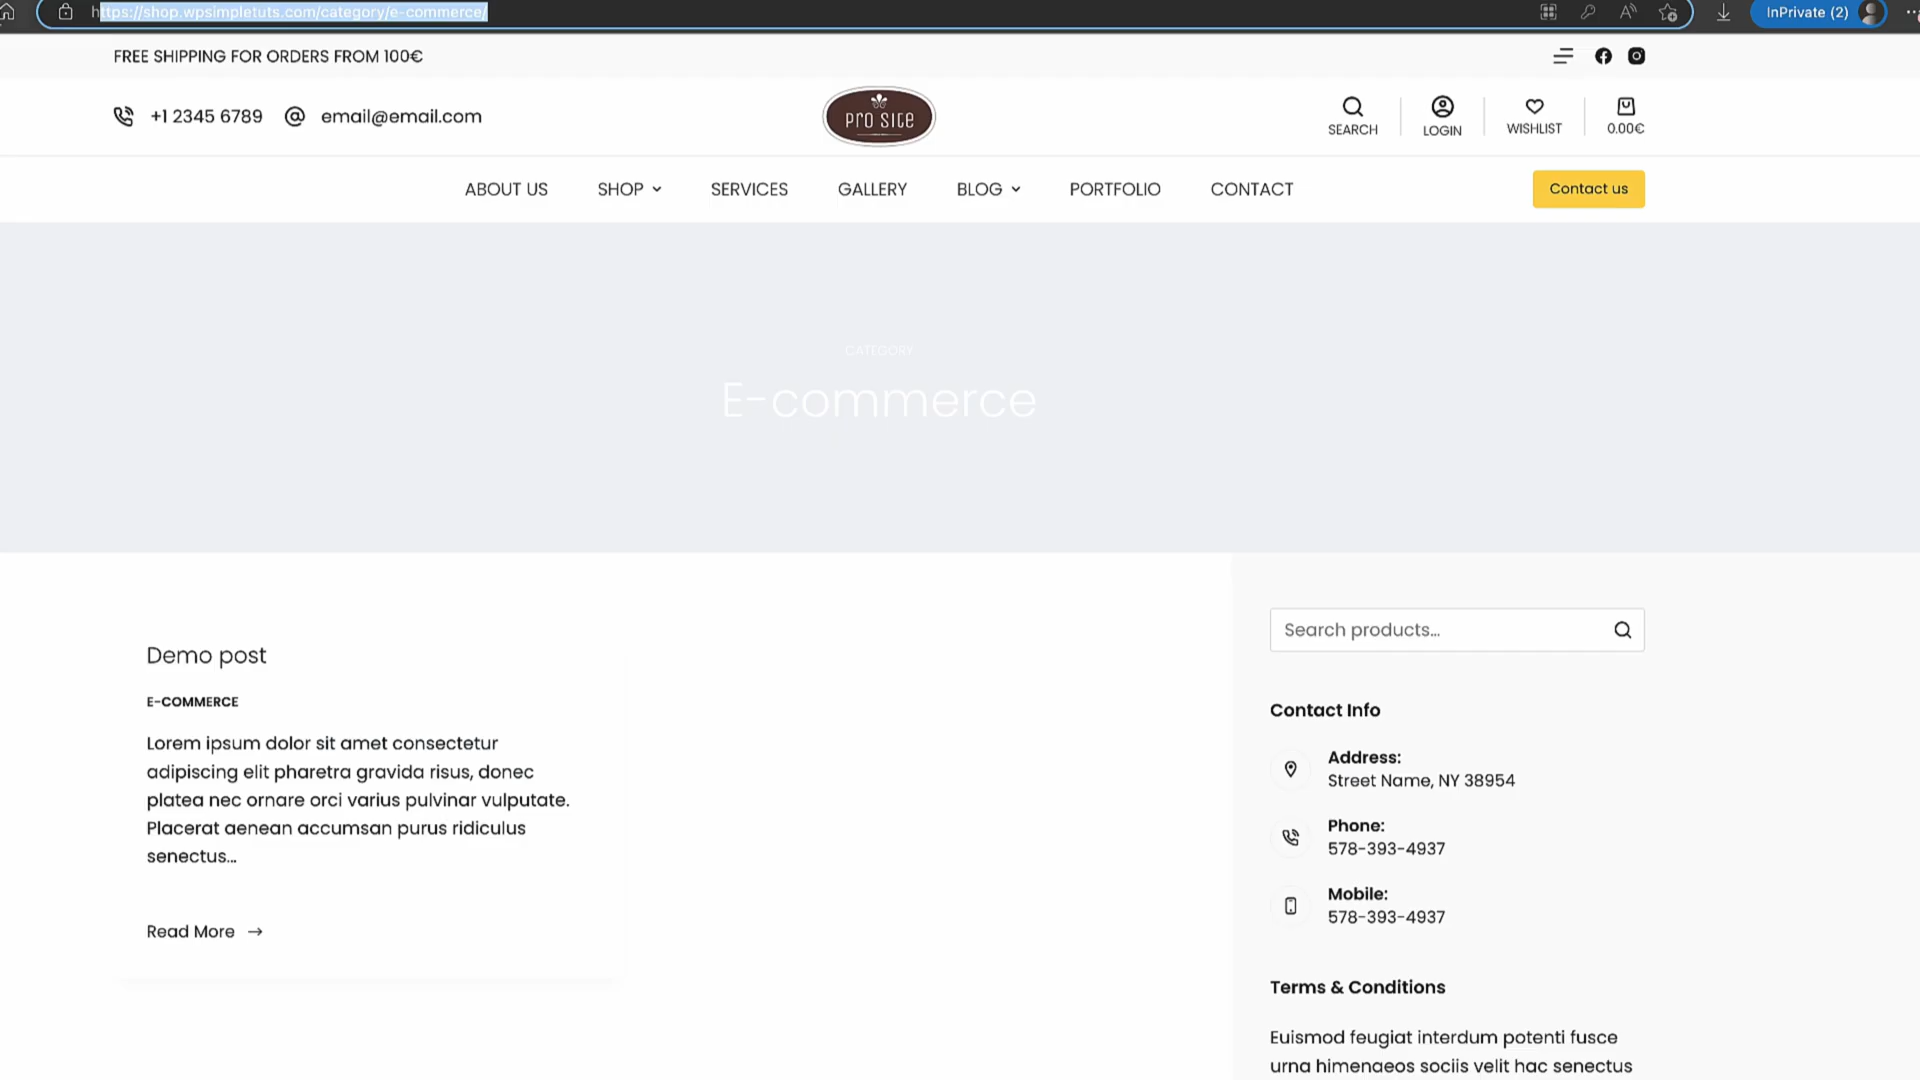 https://shop.wpsimpletuts.com/category/e-commerce/
InPrivate (2)
FREE SHIPPING FOR ORDERS FROM 100€
+1 2345 6789 email@email.com
Pro Site
SEARCH LOGIN WISHLIST 0.00€
ABOUT US SHOP SERVICES GALLERY BLOG PORTFOLIO CONTACT Contact us
CATEGORY
E-commerce
Demo post
E-COMMERCE
Lorem ipsum dolor sit amet consectetur
adipiscing elit pharetra gravida risus, donec
platea nec ornare orci varius pulvinar vulputate.
Placerat aenean accumsan purus ridiculus
senectus...
Read More →
Search products...
Contact Info
Address:
Street Name, NY 38954
Phone:
578-393-4937
Mobile:
578-393-4937
Terms & Conditions
Euismod feugiat interdum potenti fusce
urna himenaeos sociis velit hac senectus